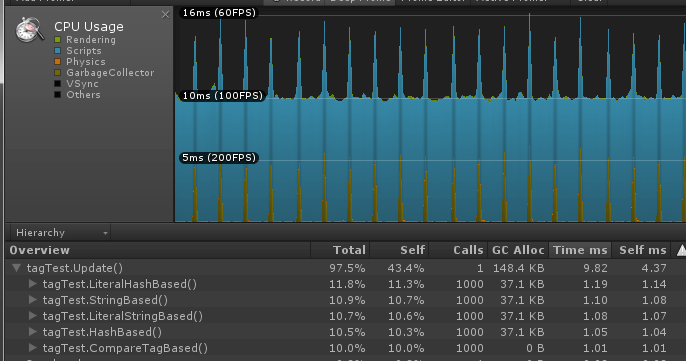 CPU Usage
Rendering
Scripts
Physics
GarbageCollector
VSync
Others
16ms (60FPS)
10ms (100FPS)
5ms (200FPS)
Hierarchy
Overview Total Self Calls GC Alloc Time ms Self ms
tagTest.Update() 97.5% 43.4% 1 148.4 KB 9.82 4.37
tagTest.LiteralHashBased() 11.8% 11.3% 1000 37.1 KB 1.19 1.14
tagTest.StringBased() 10.9% 10.7% 1000 37.1 KB 1.10 1.08
tagTest.LiteralStringBased() 10.7% 10.6% 1000 37.1 KB 1.08 1.07
tagTest.HashBased() 10.5% 10.3% 1000 37.1 KB 1.05 1.04
tagTest.CompareTagBased() 10.0% 10.0% 1000 0 B 1.01 1.01